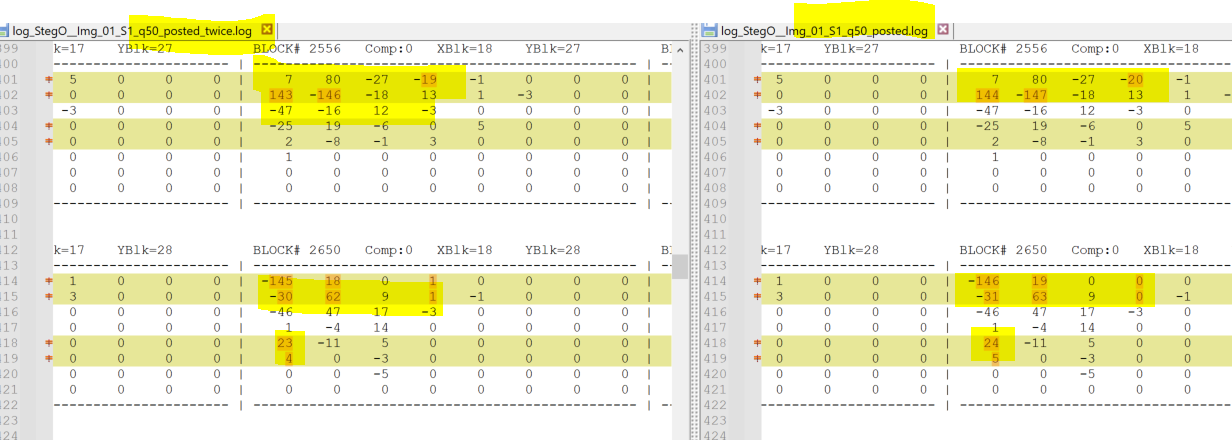 log_StegO__Img_01_S1_q50_posted_twice.log log_StegO__Img_01_S1_q50_posted.log
399 k=17 YBlk=27 BLOCK# 2556 Comp:0 XBlk=18 YBlk=27 399 k=17 YBlk=27 BLOCK# 2556 Comp:0 XBlk=18
400 ---------------------- | ------------------------------------------------ | -- 400 ---------------------- | ----------------------------------
401 5 0 0 0 | 7 80 -27 -19 -1 0 0 0 | 401 5 0 0 0 | 7 80 -27 -20 -1
402 0 0 0 0 | 143 -146 -18 13 1 -3 0 0 | 402 0 0 0 0 | 144 -147 -18 13 1 -
403 -3 0 0 0 | -47 -16 12 -3 0 0 0 0 | 403 -3 0 0 0 | -47 -16 12 -3 0
404 0 0 0 0 | -25 19 -6 0 5 0 0 0 | 404 0 0 0 0 | -25 19 -6 0 5
405 0 0 0 0 | 2 -8 -1 3 0 0 0 0 | 405 0 0 0 0 | 2 -8 -1 3 0
406 0 0 0 0 | 1 0 0 0 0 0 0 0 | 406 0 0 0 0 | 1 0 0 0 0
407 0 0 0 0 | 0 0 0 0 0 0 0 0 | 407 0 0 0 0 | 0 0 0 0 0
408 0 0 0 0 | 0 0 0 0 0 0 0 0 | 408 0 0 0 0 | 0 0 0 0 0
409 ---------------------- | ------------------------------------------------ | -- 409 ---------------------- | ----------------------------------
410 410
411 411
412 k=17 YBlk=28 BLOCK# 2650 Comp:0 XBlk=18 YBlk=28 412 k=17 YBlk=28 BLOCK# 2650 Comp:0 XBlk=18
413 ---------------------- | ------------------------------------------------ | -- 413 ---------------------- | ----------------------------------
414 1 0 0 0 | -145 18 0 1 0 0 0 0 | 414 1 0 0 0 | -146 19 0 0 0
415 3 0 0 0 | -30 62 9 1 -1 0 0 0 | 415 3 0 0 0 | -31 63 9 0 -1
416 0 0 0 0 | -46 47 17 -3 0 0 0 0 | 416 0 0 0 0 | -46 47 17 -3 0
417 0 0 0 0 | 1 -4 14 0 0 0 0 0 | 417 0 0 0 0 | 1 -4 14 0 0
418 0 0 0 0 | 23 -11 5 0 0 0 0 0 | 418 0 0 0 0 | 24 -11 5 0 0
419 0 0 0 0 | 4 0 -3 0 0 0 0 0 | 419 0 0 0 0 | 5 0 -3 0 0
420 0 0 0 0 | 0 0 -5 0 0 0 0 0 | 420 0 0 0 0 | 0 0 -5 0 0
421 0 0 0 0 | 0 0 0 0 0 0 0 0 | 421 0 0 0 0 | 0 0 0 0 0
422 ---------------------- | ------------------------------------------------ | -- 422 ---------------------- | ----------------------------------
423 423
424 424